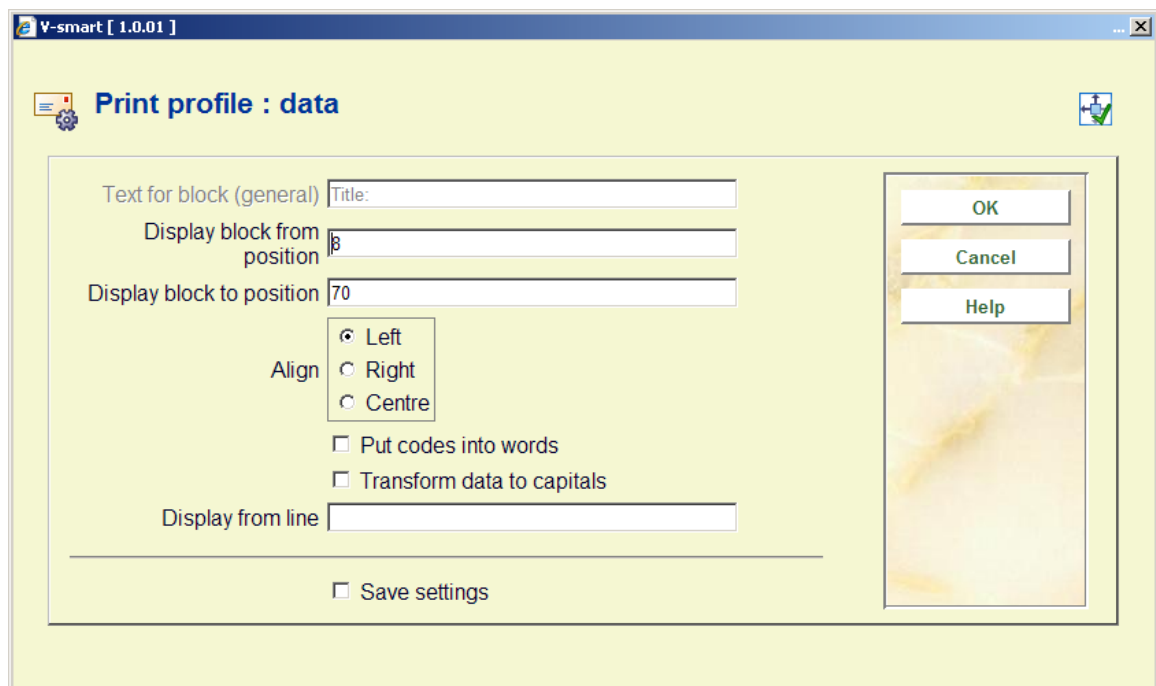 V-smart [ 1.0.01 ]
...
Print profile : data
Text for block (general) Title:
Display block from
position 8
Display block to position 70
Align
Left
Right
Centre
Put codes into words
Transform data to capitals
Display from line
Save settings
OK
Cancel
Help